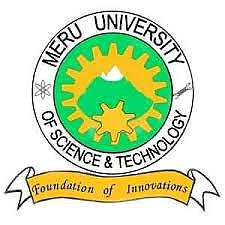 MERU UNIVERSITY
OF SCIENCE & TECHNOLOGY
Foundation of Innovations